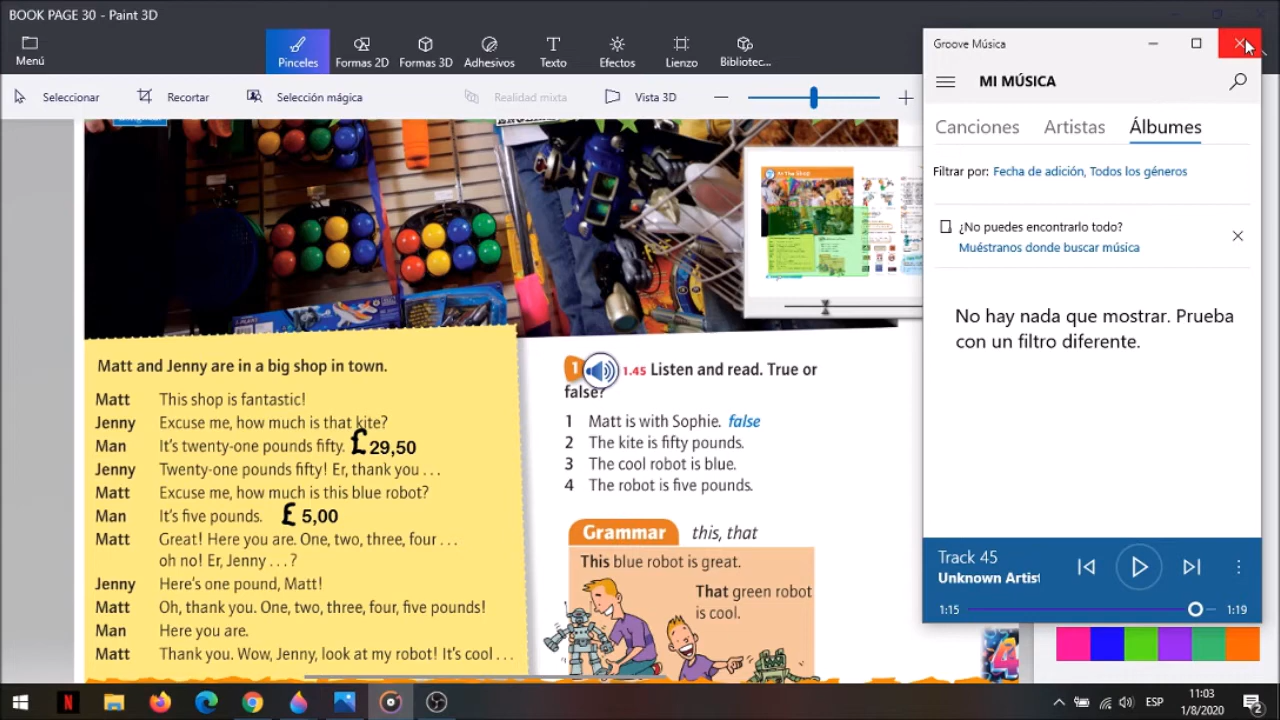 BOOK PAGE 30 - Paint 3D
Menú
Pinceles
Formas 2D
Formas 3D
Adhesivos
Texto
Efectos
Lienzo
Bibliotec...
Seleccionar
Recortar
Selección mágica
Realidad mixta
Vista 3D
At The Shop
Matt and Jenny are in a big shop in town.
Matt This shop is fantastic!
Jenny Excuse me, how much is that kite?
Man It's twenty-one pounds fifty. £ 29,50
Jenny Twenty-one pounds fifty! Er, thank you . . .
Matt Excuse me, how much is this blue robot?
Man It's five pounds. £ 5,00
Matt Great! Here you are. One, two, three, four . . .
oh no! Er, Jenny . . . ?
Jenny Here's one pound, Matt!
Matt Oh, thank you. One, two, three, four, five pounds!
Man Here you are.
Matt Thank you. Wow, Jenny, look at my robot! It's cool . . .
1 1.45 Listen and read. True or
false?
1 Matt is with Sophie. false
2 The kite is fifty pounds.
3 The cool robot is blue.
4 The robot is five pounds.
Grammar this, that
This blue robot is great.
That green robot
is cool.
Groove Música
MI MÚSICA
Canciones
Artistas
Álbumes
Filtrar por: Fecha de adición, Todos los géneros
¿No puedes encontrarlo todo?
Muéstranos donde buscar música
No hay nada que mostrar. Prueba
con un filtro diferente.
Track 45
Unknown Artist
1:15
1:19
4
ESP
11:03
1/8/2020
2